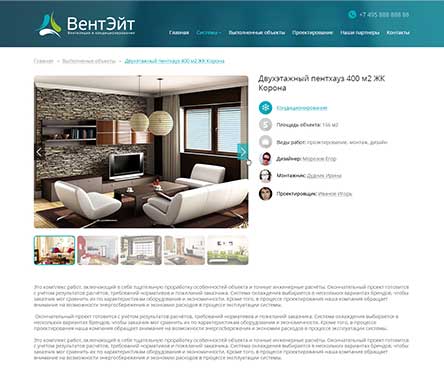 ВентЭйт
Вентиляция и кондиционирование
+7 495 888 888 88
Главная Система Выполненные объекты Проектирование Наши партнеры Контакты
Главная Выполненные объекты Двухэтажный пентхауз 400 м2 ЖК Корона
Двухэтажный пентхауз 400 м2 ЖК
Корона
Кондиционирование
Площадь объекта: 156 м2
Виды работ: проектирование, монтаж, дизайн
Дизайнер: Морозов Егор
Монтажник: Дудник Ирина
Проектировщик: Иванов Игорь
Это комплекс работ, включающий в себя тщательную проработку особенностей объекта и точные инженерные расчёты. Окончательный проект готовится
с учётом результатов расчётов, требований нормативов и пожеланий заказчика. Система охлаждения выбирается в нескольких вариантах брендов, чтобы
заказчик мог сравнить их по характеристикам оборудования и экономичности. Кроме того, в процессе проектирования наша компания обращает
внимание на возможности энергосбережения и экономии расходов в процессе эксплуатации системы.
Окончательный проект готовится с учётом результатов расчётов, требований нормативов и пожеланий заказчика. Система охлаждения выбирается в
нескольких вариантах брендов, чтобы заказчик мог сравнить их по характеристикам оборудования и экономичности. Кроме того, в процессе
проектирования наша компания обращает внимание на возможности энергосбережения и экономии расходов в процессе эксплуатации системы.
Это комплекс работ, включающий в себя тщательную проработку особенностей объекта и точные инженерные расчёты. Окончательный проект готовится
с учётом результатов расчётов, требований нормативов и пожеланий заказчика. Система охлаждения выбирается в нескольких вариантах брендов, чтобы
заказчик мог сравнить их по характеристикам оборудования и экономичности. Кроме того, в процессе проектирования наша компания обращает
внимание на возможности энергосбережения и экономии расходов в процессе эксплуатации системы.